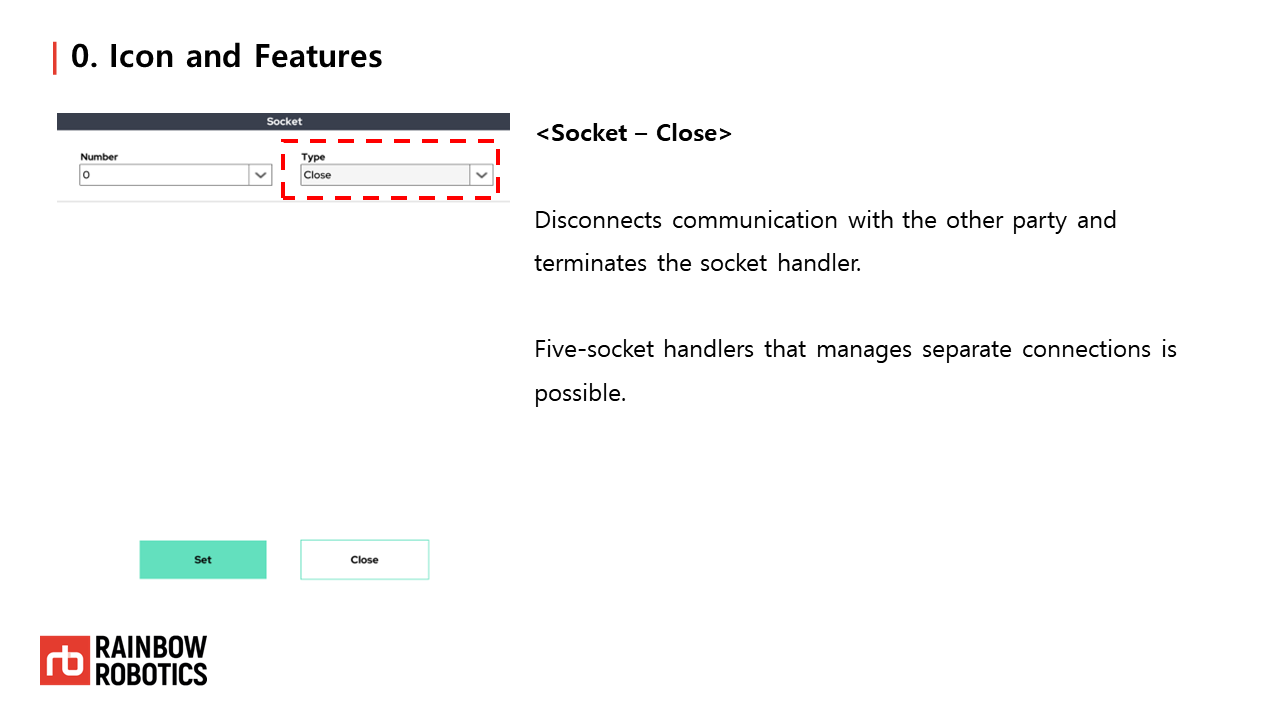 0. Icon and Features
Socket
Number
Type
0
Close
Set
Close
<Socket – Close>
Disconnects communication with the other party and
terminates the socket handler.
Five-socket handlers that manages separate connections is
possible.
rb
RAINBOW
ROBOTICS